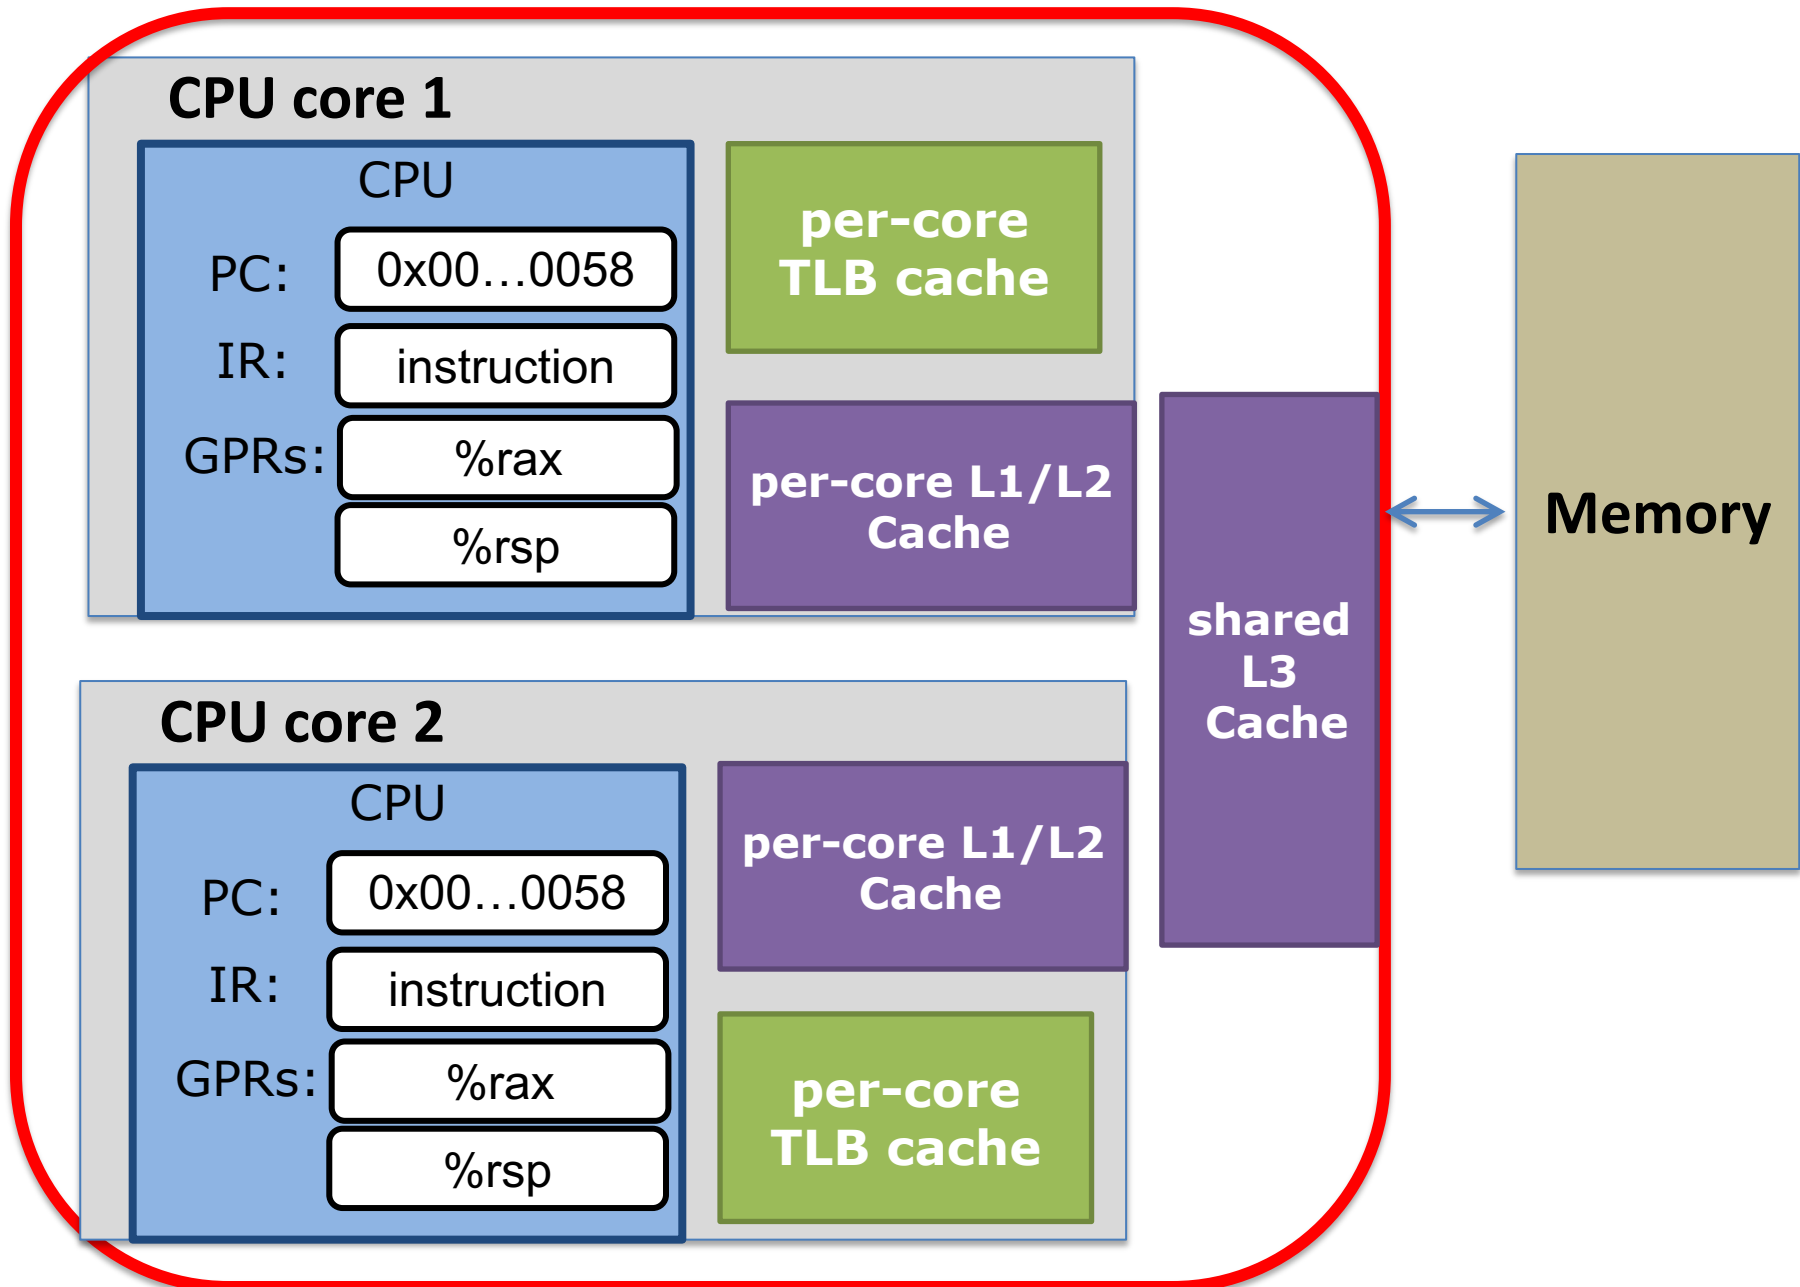 CPU core 1
CPU
PC: 0x00...0058
IR: instruction
GPRs: %rax
%rsp
per-core
TLB cache
per-core L1/L2
Cache
CPU core 2
CPU
PC: 0x00...0058
IR: instruction
GPRs: %rax
%rsp
per-core L1/L2
Cache
per-core
TLB cache
shared
L3
Cache
Memory